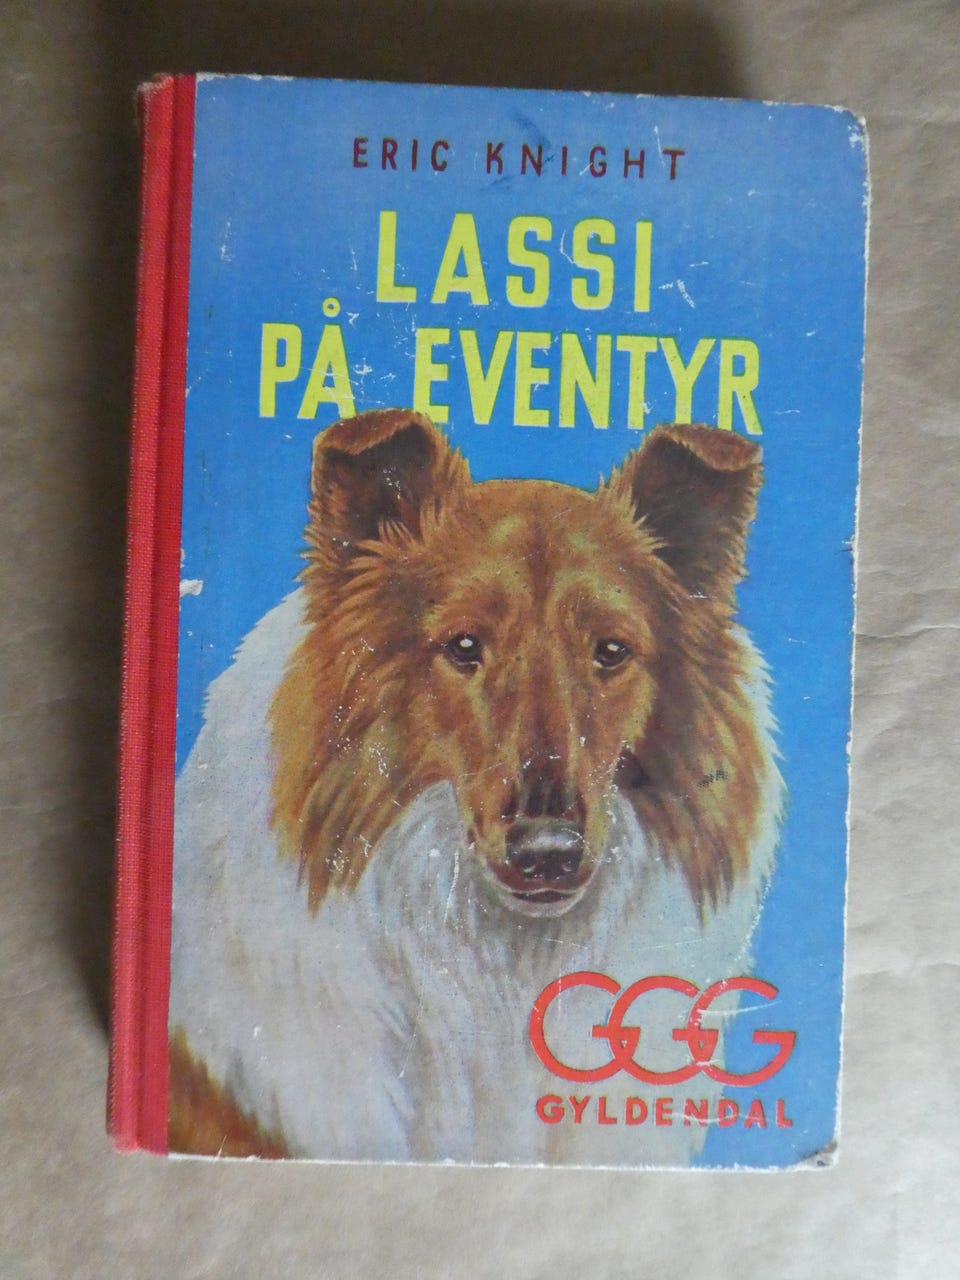 ERIC KNIGHT
LASSI
PÅ EVENTYR
GGG
GYLDENDAL